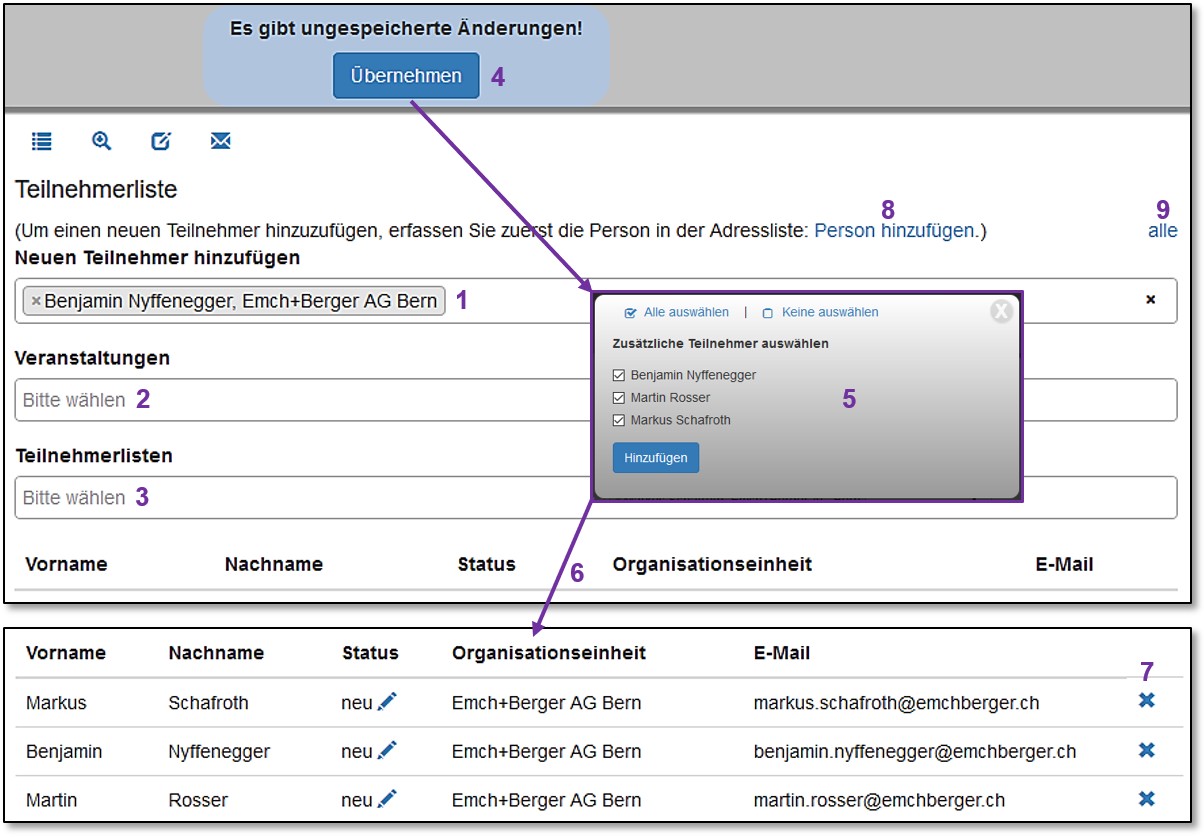 Es gibt ungespeicherte Änderungen!
Übernehmen 4
Teilnehmerliste
8 9
(Um einen neuen Teilnehmer hinzuzufügen, erfassen Sie zuerst die Person in der Adressliste: Person hinzufügen.) alle
Neuen Teilnehmer hinzufügen
×Benjamin Nyffenegger, Emch+Berger AG Bern 1 ×
Alle auswählen | Keine auswählen X
Zusätzliche Teilnehmer auswählen
Benjamin Nyffenegger
Martin Rosser
Markus Schafroth
5
Hinzufügen
Veranstaltungen
Bitte wählen 2
Teilnehmerlisten
Bitte wählen 3
Vorname Nachname Status Organisationseinheit E-Mail
6
Vorname Nachname Status Organisationseinheit E-Mail
7
Markus Schafroth neu Emch+Berger AG Bern markus.schafroth@emchberger.ch
Benjamin Nyffenegger neu Emch+Berger AG Bern benjamin.nyffenegger@emchberger.ch
Martin Rosser neu Emch+Berger AG Bern martin.rosser@emchberger.ch